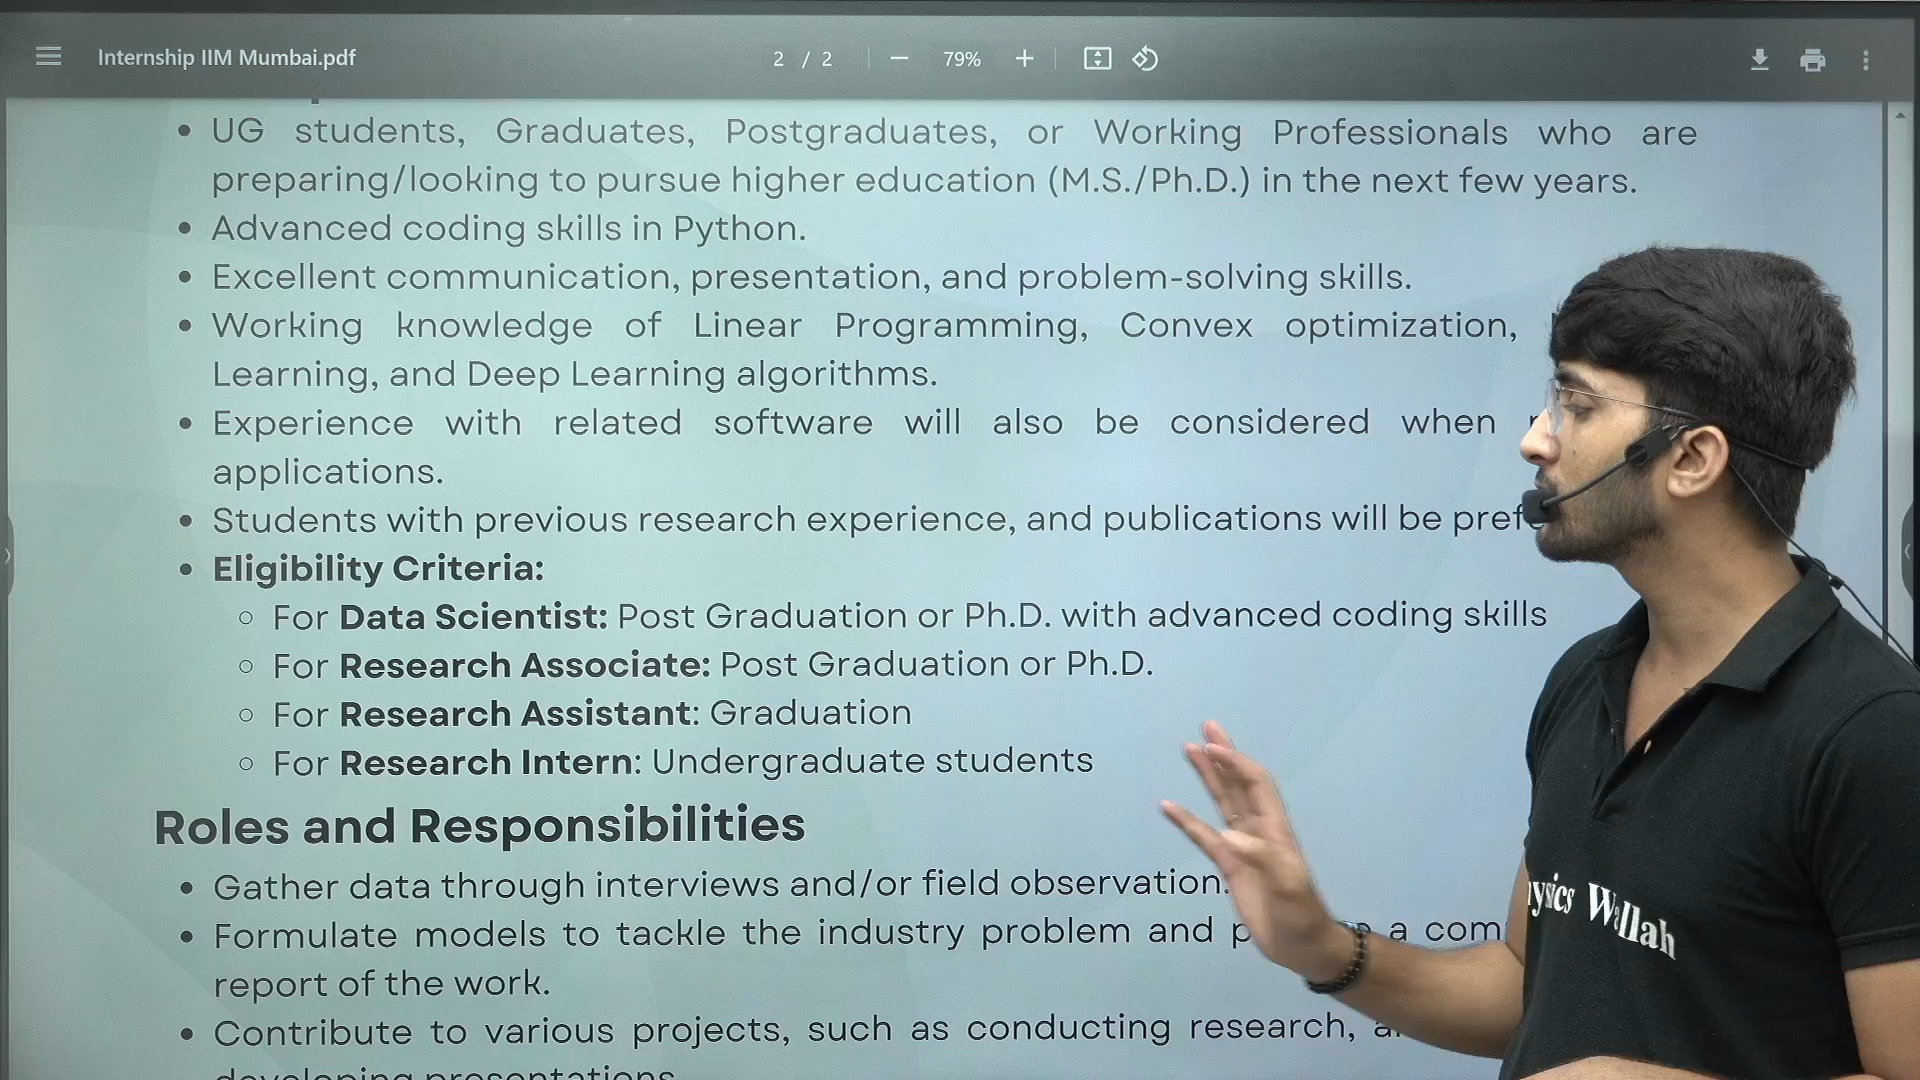 Internship IIM Mumbai.pdf
2 / 2
79%
• UG students, Graduates, Postgraduates, or Working Professionals who are
preparing/looking to pursue higher education (M.S./Ph.D.) in the next few years.
• Advanced coding skills in Python.
• Excellent communication, presentation, and problem-solving skills.
• Working knowledge of Linear Programming, Convex optimization,
Learning, and Deep Learning algorithms.
• Experience with related software will also be considered when
applications.
• Students with previous research experience, and publications will be
• Eligibility Criteria:
○ For Data Scientist: Post Graduation or Ph.D. with advanced coding skills
○ For Research Associate: Post Graduation or Ph.D.
○ For Research Assistant: Graduation
○ For Research Intern: Undergraduate students
Roles and Responsibilities
• Gather data through interviews and/or field observation.
• Formulate models to tackle the industry problem and a
report of the work.
• Contribute to various projects, such as conducting research,
developing presentations
Wallah